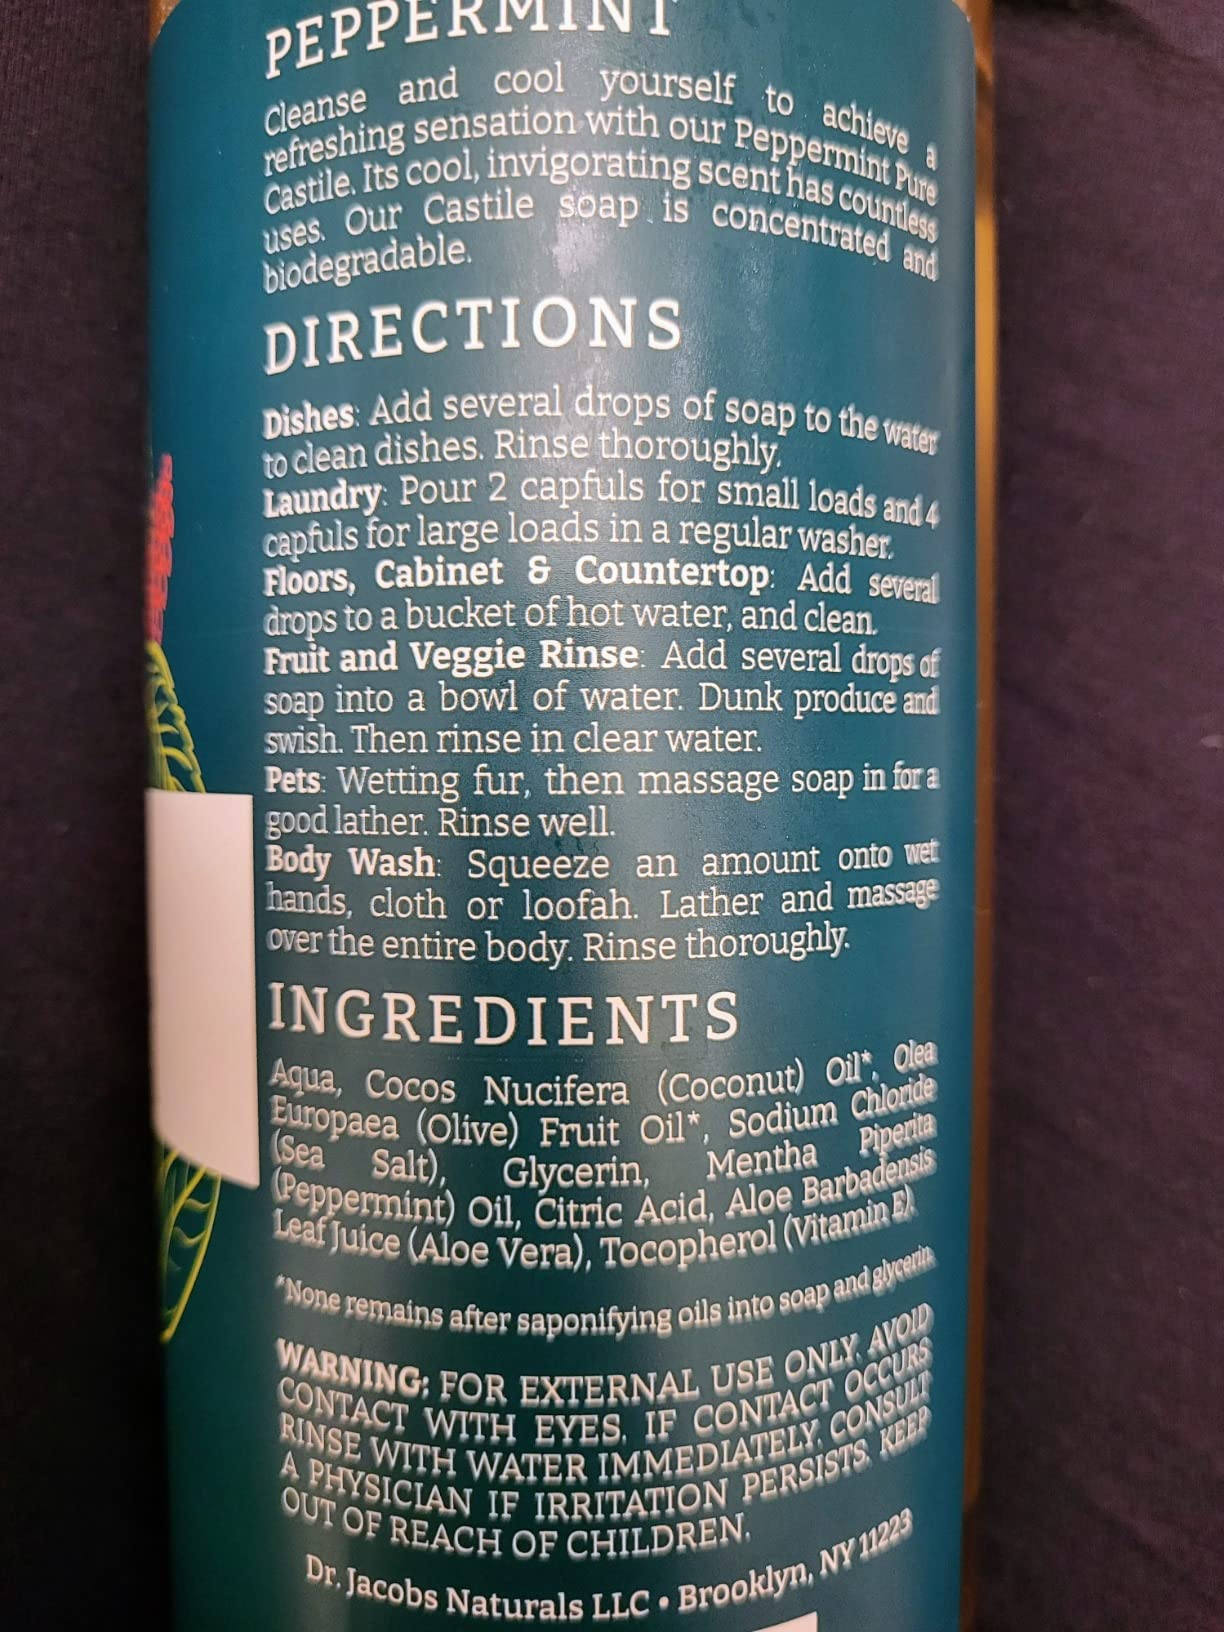 PEPPERMINT
Cleanse and cool yourself to achieve a
refreshing sensation with our Peppermint Pure
Castile. Its cool, invigorating scent has countless
uses. Our Castile soap is concentrated and
biodegradable.
DIRECTIONS
Dishes: Add several drops of soap to the water
to clean dishes. Rinse thoroughly.
Laundry: Pour 2 capfuls for small loads and 4
capfuls for large loads in a regular washer.
Floors, Cabinet & Countertop: Add several
drops to a bucket of hot water, and clean.
Fruit and Veggie Rinse: Add several drops of
soap into a bowl of water. Dunk produce and
swish. Then rinse in clear water.
Pets: Wetting fur, then massage soap in for a
good lather. Rinse well.
Body Wash: Squeeze an amount onto wet
hands, cloth or loofah. Lather and massage
over the entire body. Rinse thoroughly.
INGREDIENTS
Aqua, Cocos Nucifera (Coconut) Oil*, Olea
Europaea (Olive) Fruit Oil*, Sodium Chloride
(Sea Salt), Glycerin, Mentha Piperita
(Peppermint) Oil, Citric Acid, Aloe Barbadensis
Leaf Juice (Aloe Vera), Tocopherol (Vitamin E).
*None remains after saponifying oils into soap and glycerin.
WARNING: FOR EXTERNAL USE ONLY. AVOID
CONTACT WITH EYES. IF CONTACT OCCURS
RINSE WITH WATER IMMEDIATELY. CONSULT
A PHYSICIAN IF IRRITATION PERSISTS. KEEP
OUT OF REACH OF CHILDREN.
Dr. Jacobs Naturals LLC • Brooklyn, NY 11223